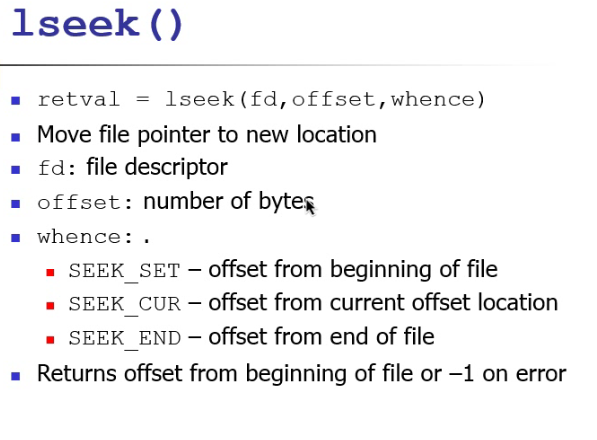 lseek()
retval = lseek(fd,offset,whence)
Move file pointer to new location
fd: file descriptor
offset: number of bytes
whence: .
SEEK_SET – offset from beginning of file
SEEK_CUR – offset from current offset location
SEEK_END – offset from end of file
Returns offset from beginning of file or –1 on error